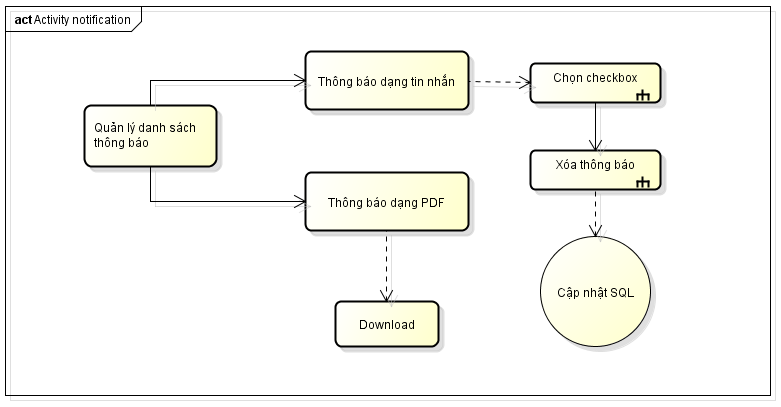 act Activity notification
Thông báo dạng tin nhắn
Chọn checkbox
Quản lý danh sách
thông báo
Xóa thông báo
Thông báo dạng PDF
Cập nhật SQL
Download